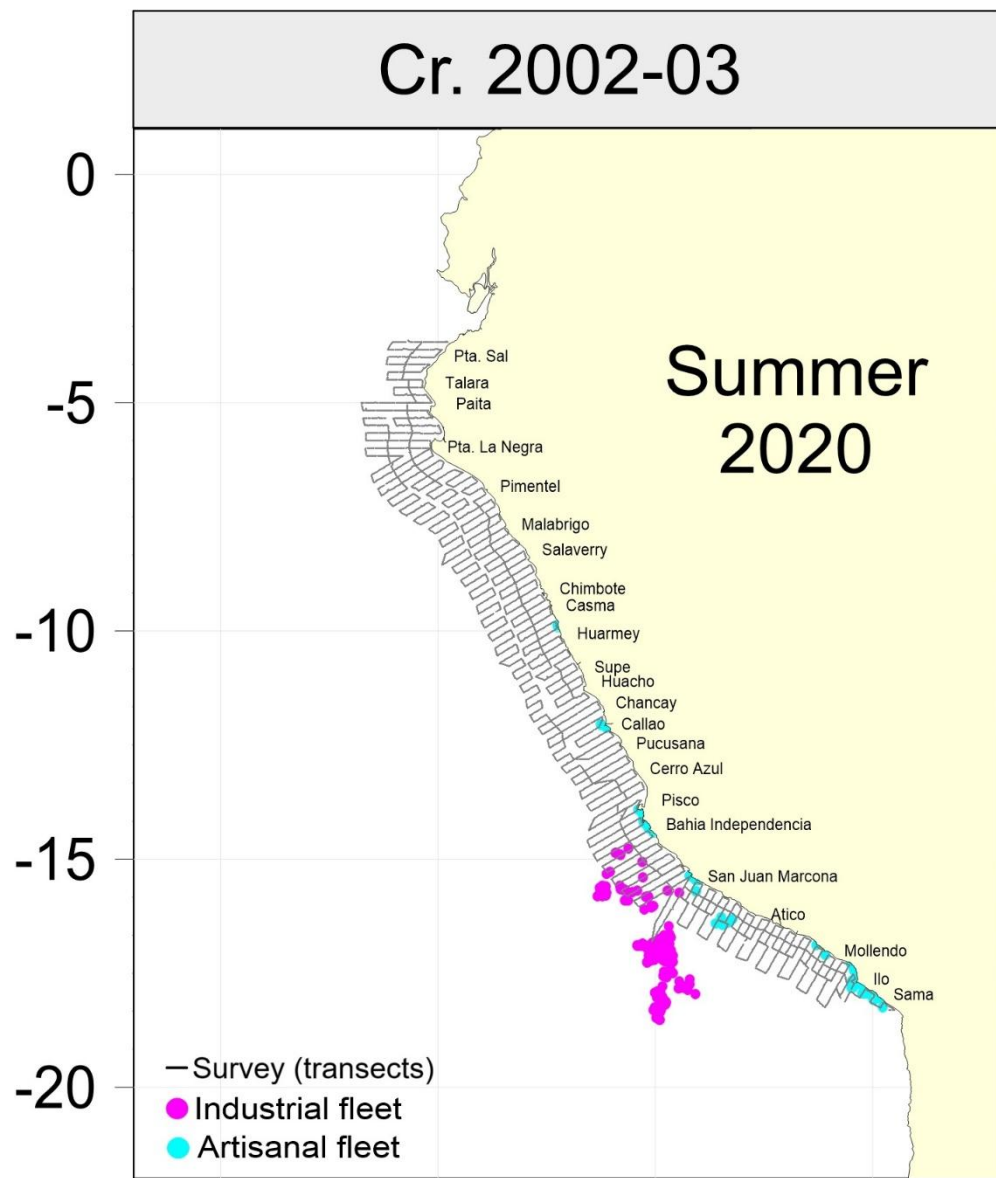 Cr. 2002-03
0
Pta. Sal
Talara
Summer
2020
-5
Paita
Pta. La Negra
Pimentel
Malabrigo
Salaverry
Chimbote
Casma
-10
Huarmey
Supe
Huacho
Chancay
Callao
Pucusana
Cerro Azul
Pisco
Bahia Independencia
-15
San Juan Marcona
Atico
Mollendo
Ilo
Sama
-20
Survey (transects)
Industrial fleet
Artisanal fleet